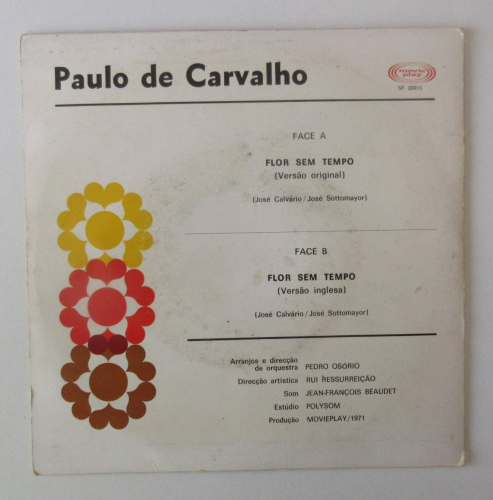 Paulo de Carvalho
movieplay
SP 20015
FACE A
FLOR SEM TEMPO
(Versão original)
(José Calvário/José Sottomayor)
FACE B
FLOR SEM TEMPO
(Versão inglesa)
(José Calvário/José Sottomayor)
Arranjos e direcção
de orquestra PEDRO OSÓRIO
Direcção artística RUI RESSURREIÇÃO
Som JEAN-FRANÇOIS BEAUDET
Estúdio POLYSOM
Produção MOVIEPLAY/1971